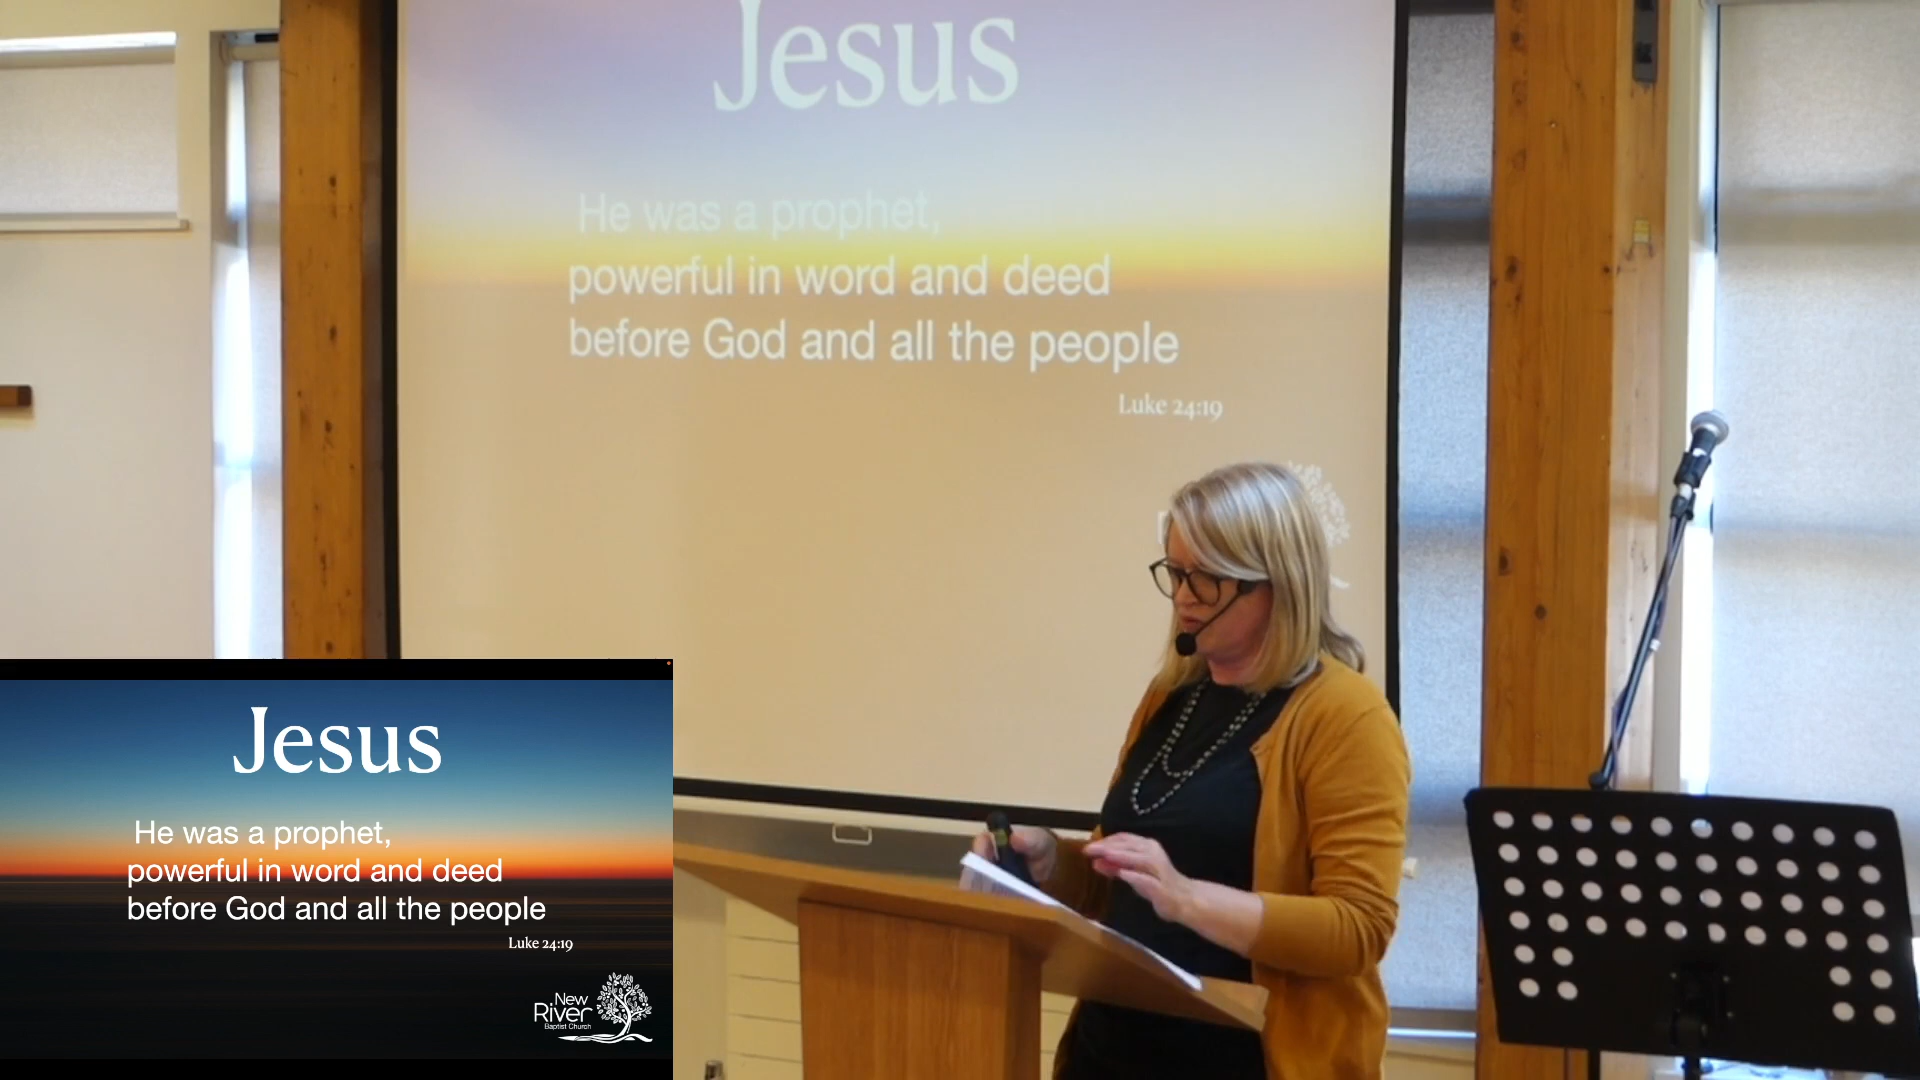 Jesus
He was a prophet,
powerful in word and deed
before God and all the people
Luke 24:19
Jesus
He was a prophet,
powerful in word and deed
before God and all the people
Luke 24:19
New
River
Baptist Church